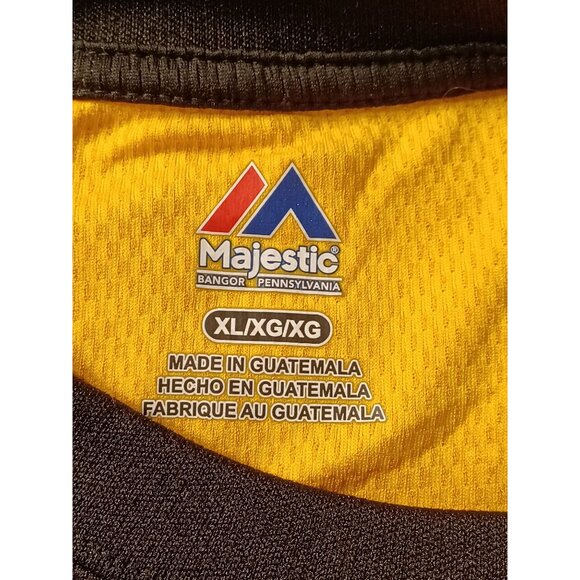 Majestic®
BANGOR PENNSYLVANIA
XL/XG/XG
MADE IN GUATEMALA
HECHO EN GUATEMALA
FABRIQUE AU GUATEMALA